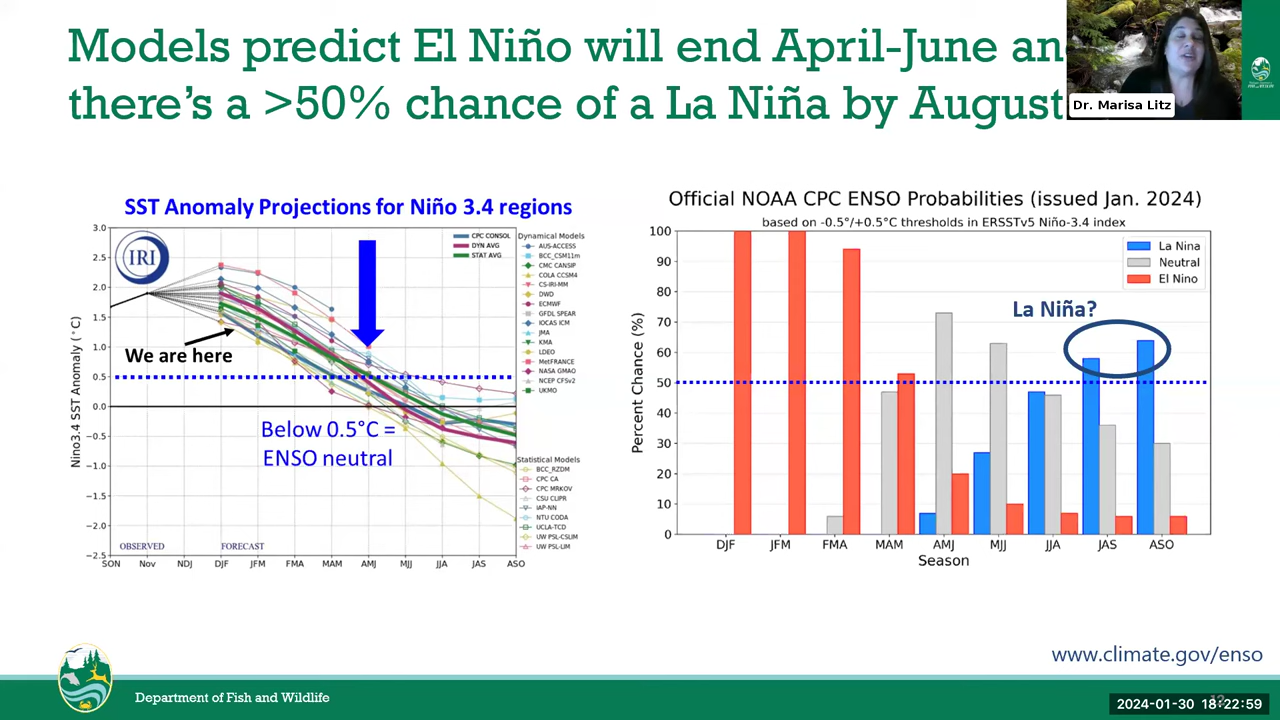 Models predict El Niño will end April-June an
there's a >50% chance of a La Niña by August
Dr. Marisa Litz
SST Anomaly Projections for Niño 3.4 regions
IRI
CPC CONSOL
DYN AVG
STAT AVG
Dynamical Models
AUS-ACCESS
BCC_CSM11m
CMC CANSIP
COLA CCSM4
CS-IRI-MM
DWD
ECMWF
GFDL SPEAR
IOCAS ICM
JMA
KMA
LDEO
MetFRANCE
NASA GMAO
NCEP CFSv2
UKMO
Statistical Models
BCC_RZDM
CPC CA
CPC MRKOV
CSU CLIPR
IAP-NN
NTU CODA
UCLA-TCD
UW PSL-CSLIM
UW PSL-LIM
Nino3.4 SST Anomaly (°C)
3.0
2.5
2.0
1.5
1.0
0.5
0.0
−0.5
−1.0
−1.5
−2.0
−2.5
We are here
Below 0.5°C =
ENSO neutral
OBSERVED FORECAST
SON Nov NDJ DJF JFM FMA MAM AMJ MJJ JJA JAS ASO
Official NOAA CPC ENSO Probabilities (issued Jan. 2024)
based on -0.5°/+0.5°C thresholds in ERSSTv5 Niño-3.4 index
La Nina
Neutral
El Nino
La Niña?
Percent Chance (%)
100
90
80
70
60
50
40
30
20
10
0
DJF JFM FMA MAM AMJ MJJ JJA JAS ASO
Season
www.climate.gov/enso
Department of Fish and Wildlife
2024-01-30 18:22:59